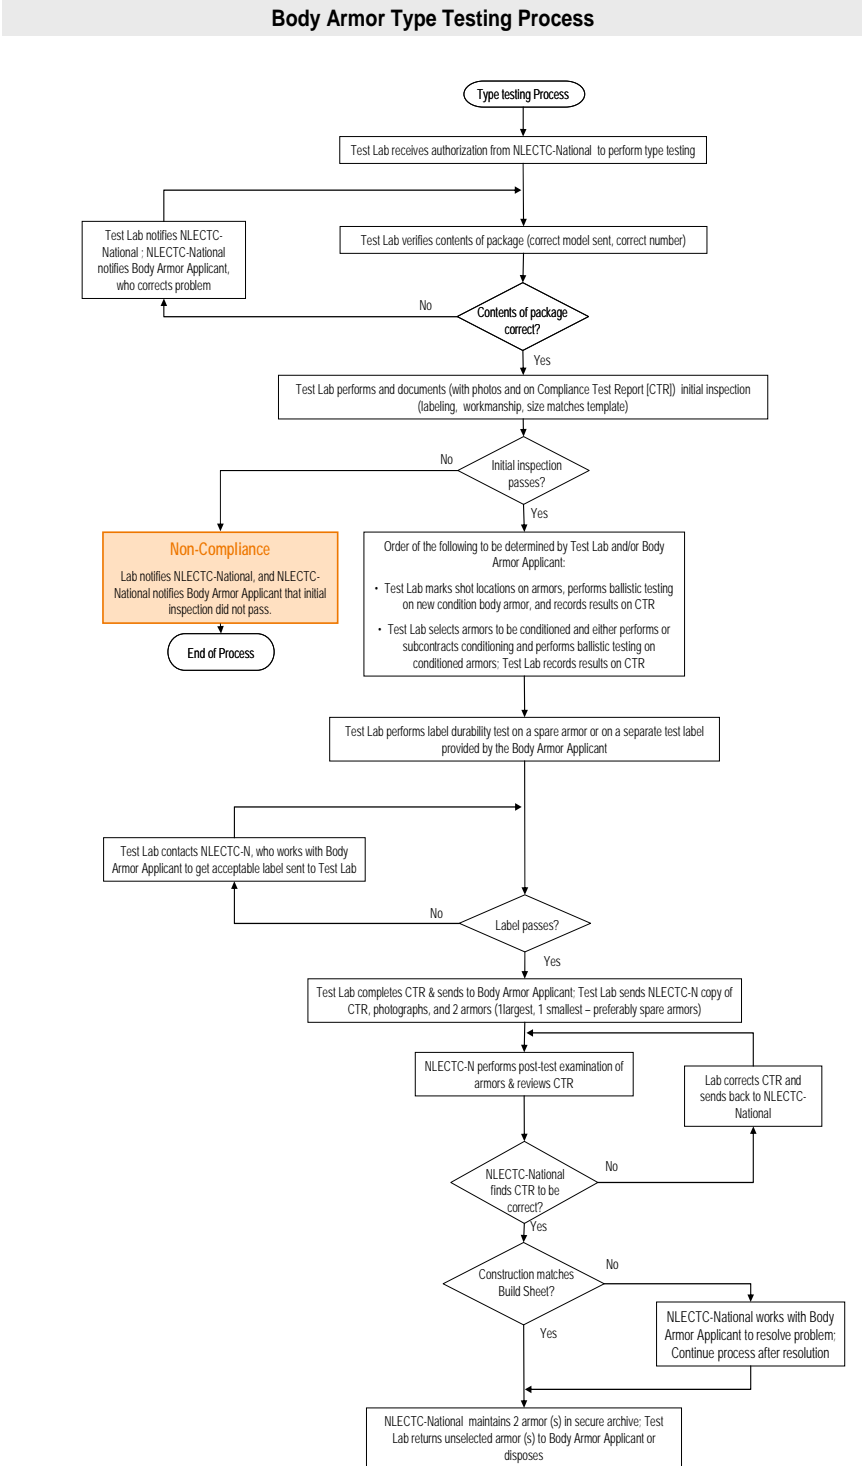 Body Armor Type Testing Process
Type testing Process
Test Lab receives authorization from NLECTC-National  to perform type testing
Test Lab notifies NLECTC-
National ; NLECTC-National
notifies Body Armor Applicant,
who corrects problem
Test Lab verifies contents of package (correct model sent, correct number)
No
Contents of package
correct?
Yes
Test Lab performs and documents (with photos and on Compliance Test Report [CTR])  initial inspection
(labeling,  workmanship, size matches template)
No
Initial inspection
passes?
Yes
Non-Compliance
Lab notifies NLECTC-National, and NLECTC-
National notifies Body Armor Applicant that initial
inspection did not pass.
End of Process
Order of the following to be determined by Test Lab and/or Body
Armor Applicant:
• Test Lab marks shot locations on armors, performs ballistic testing
on new condition body armor, and records results on CTR
• Test Lab selects armors to be conditioned and either performs or
subcontracts conditioning and performs ballistic testing on
conditioned armors; Test Lab records results on CTR
Test Lab performs label durability test on a spare armor or on a separate test label
provided by the Body Armor Applicant
Test Lab contacts NLECTC-N, who works with Body
Armor Applicant to get acceptable label sent to Test Lab
No
Label passes?
Yes
Test Lab completes CTR & sends to Body Armor Applicant; Test Lab sends NLECTC-N copy of
CTR, photographs, and 2 armors (1largest, 1 smallest – preferably spare armors)
NLECTC-N performs post-test examination of
armors & reviews CTR
Lab corrects CTR and
sends back to NLECTC-
National
NLECTC-National
finds CTR to be
correct?
No
Yes
Construction matches
Build Sheet?
No
Yes
NLECTC-National works with Body
Armor Applicant to resolve problem;
Continue process after resolution
NLECTC-National  maintains 2 armor (s) in secure archive; Test
Lab returns unselected armor (s) to Body Armor Applicant or
disposes